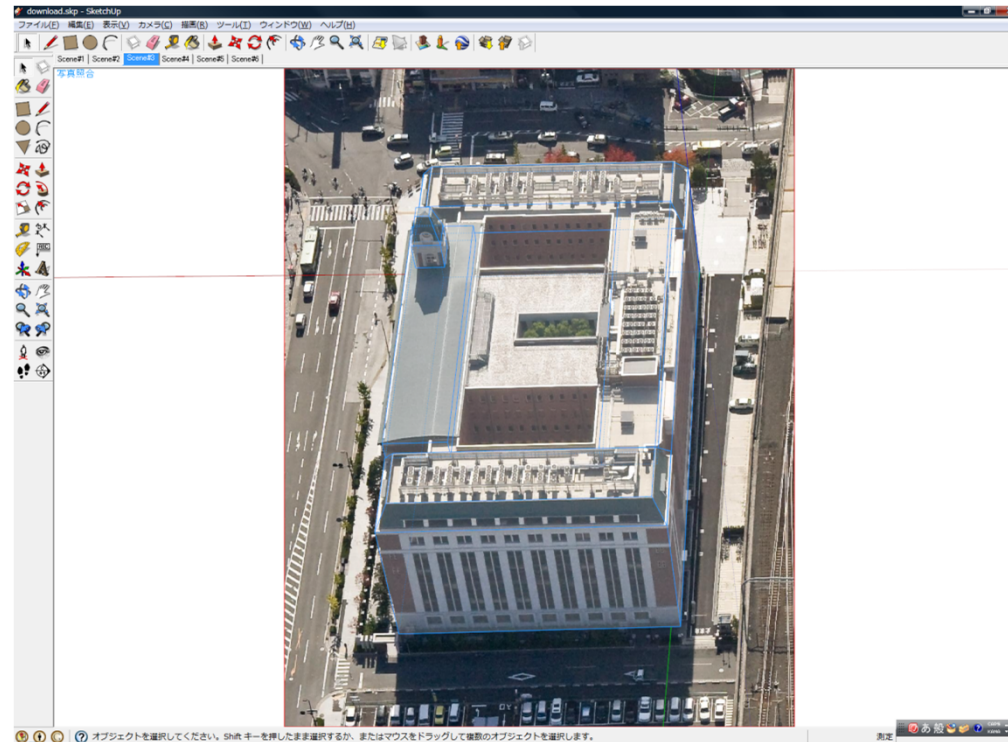 download.skp - SketchUp
ファイル(F) 編集(E) 表示(V) カメラ(C) 描画(R) ツール(T) ウィンドウ(W) ヘルプ(H)
Scene#1 Scene#2 Scene#3 Scene#4 Scene#5 Scene#6
写真照合
オブジェクトを選択してください。Shift キーを押したまま選択するか、またはマウスをドラッグして複数のオブジェクトを選択します。
測定
あ 般